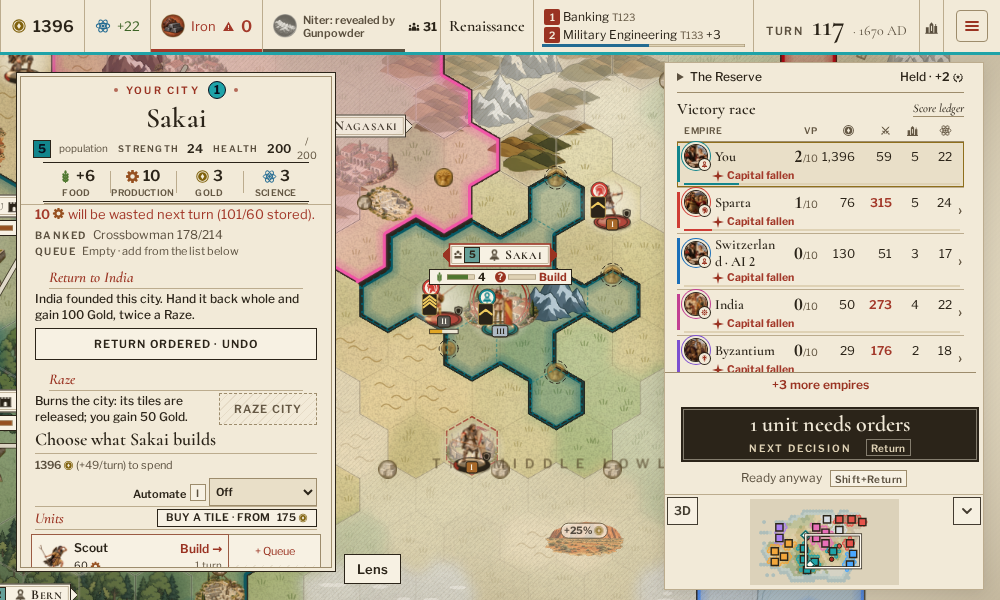 1396
+22
Iron ▲ 0
Niter: revealed by
Gunpowder
31
Renaissance
1 Banking T123
2 Military Engineering T133 +3
TURN 117 · 1670 AD
YOUR CITY 1
Sakai
5 population STRENGTH 24 HEALTH 200 / 200
+6 FOOD
10 PRODUCTION
3 GOLD
3 SCIENCE
10 will be wasted next turn (101/60 stored).
BANKED Crossbowman 178/214
QUEUE Empty · add from the list below
Return to India
India founded this city. Hand it back whole and
gain 100 Gold, twice a Raze.
RETURN ORDERED · UNDO
Raze
Burns the city: its tiles are
released; you gain 50 Gold.
RAZE CITY
Choose what Sakai builds
1396 (+49/turn) to spend
Automate I Off
Units
BUY A TILE · FROM 175
Scout
Build →
+ Queue
60
1 turn
NAGASAKI
5 SAKAI
4 ? Build
I
II
III
I
MIDDLE LOWL
+25%
Lens
BERN
The Reserve
Held · +2
Victory race
Score ledger
EMPIRE VP
You 2/10 1,396 59 5 22
Capital fallen
Sparta 1/10 76 315 5 24 ›
Capital fallen
Switzerlan
d · AI 2 0/10 130 51 3 17 ›
Capital fallen
India 0/10 50 273 4 22 ›
Capital fallen
Byzantium 0/10 29 176 2 18 ›
Capital fallen
+3 more empires
1 unit needs orders
NEXT DECISION Return
Ready anyway Shift+Return
3D